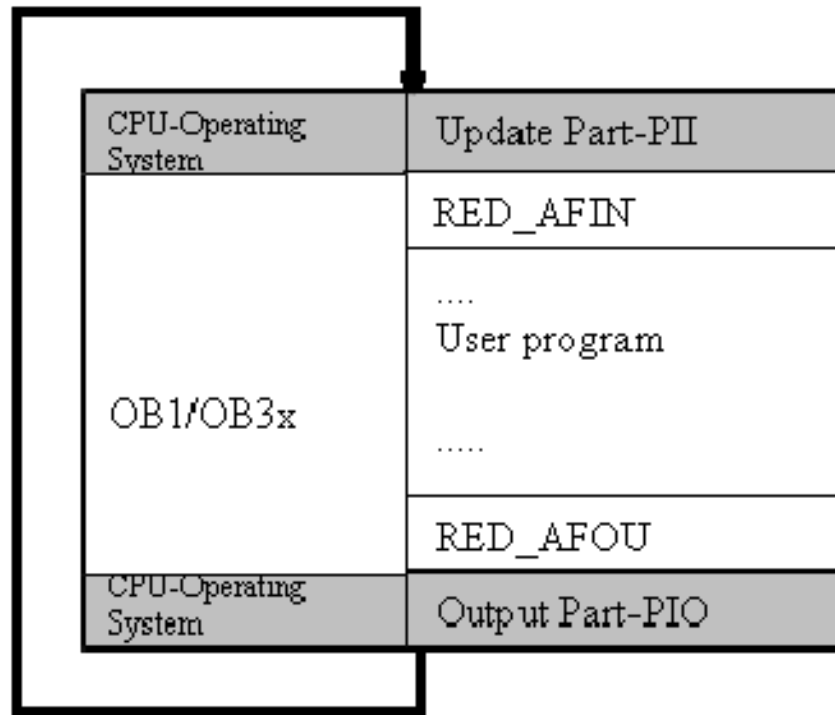 CPU-Operating
System
Update Part-PII
RED_AFIN
....
User program
OB1/OB3x
.....
RED_AFOU
CPU-Operating
System
Output Part-PIO